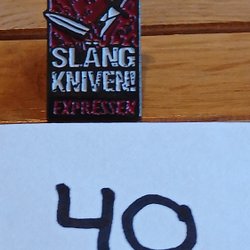 SLÄNG
KNIVEN!
EXPRESSEN
40